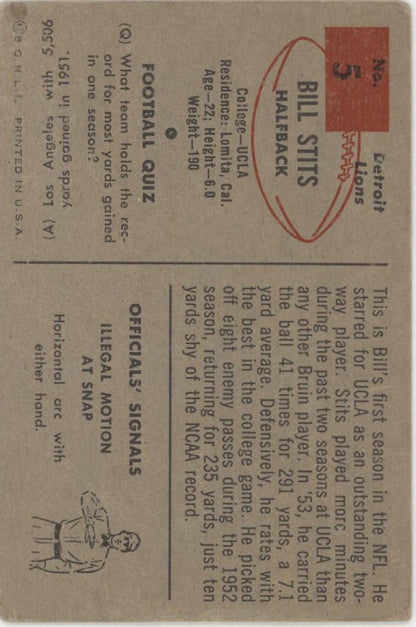 No.
5
Detroit
Lions
BILL STITS
HALFBACK
College—UCLA
Residence: Lomita, Cal.
Age—22; Height—6.0
Weight—190
FOOTBALL QUIZ
(Q) What team holds the rec-
ord for most yards gained
in one season?
(A) Los Angeles with 5,506
yards gained in 1951.
© B.G.H.L.I. PRINTED IN U.S.A.
This is Bill's first season in the NFL. He
starred for UCLA as an outstanding two-
way player. Stits played more minutes
during the past two seasons at UCLA than
any other Bruin player. In '53, he carried
the ball 41 times for 291 yards, a 7.1
yard average. Defensively, he rates with
the best in the college game. He picked
off eight enemy passes during the 1952
season, returning for 235 yards, just ten
yards shy of the NCAA record.
OFFICIALS' SIGNALS
ILLEGAL MOTION
AT SNAP
Horizontal arc with
either hand.